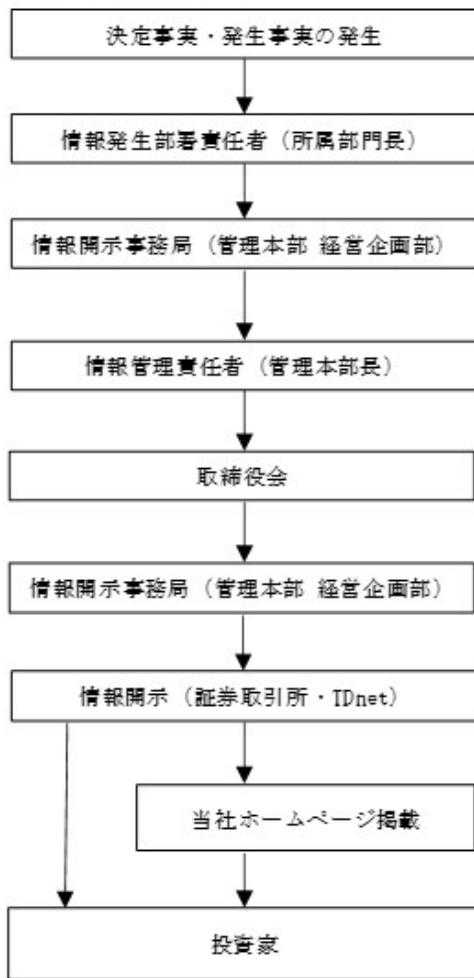 決定事実・発生事実の発生
情報発生部署責任者（所属部門長）
情報開示事務局（管理本部 経営企画部）
情報管理責任者（管理本部長）
取締役会
情報開示事務局（管理本部 経営企画部）
情報開示（証券取引所・TDnet）
当社ホームページ掲載
投資家